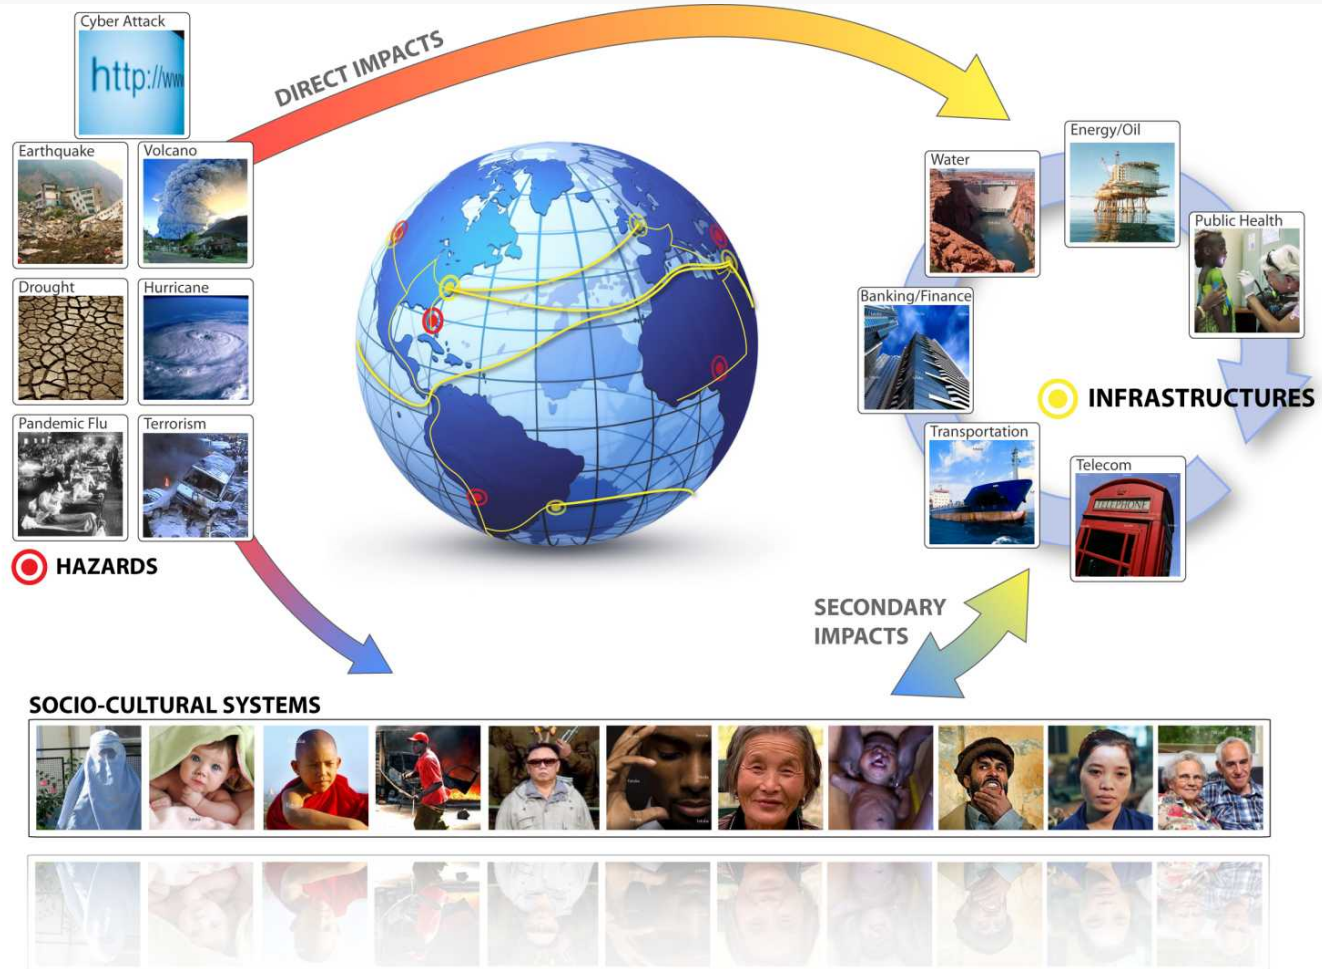 Cyber Attack
http://www
DIRECT IMPACTS
Earthquake
Volcano
Drought
Hurricane
Pandemic Flu
Terrorism
HAZARDS
Energy/Oil
Water
Public Health
Banking/Finance
INFRASTRUCTURES
Transportation
Telecom
TELEPHONE
SECONDARY
IMPACTS
SOCIO-CULTURAL SYSTEMS